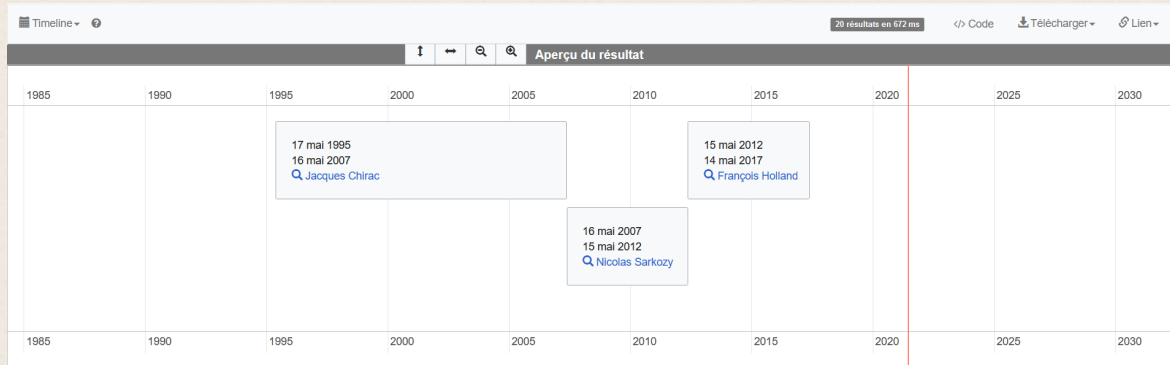 Timeline
20 résultats en 672 ms
</> Code
Télécharger
Lien
Aperçu du résultat
1985 1990 1995 2000 2005 2010 2015 2020 2025 2030
17 mai 1995
16 mai 2007
Jacques Chirac
15 mai 2012
14 mai 2017
François Holland
16 mai 2007
15 mai 2012
Nicolas Sarkozy
1985 1990 1995 2000 2005 2010 2015 2020 2025 2030